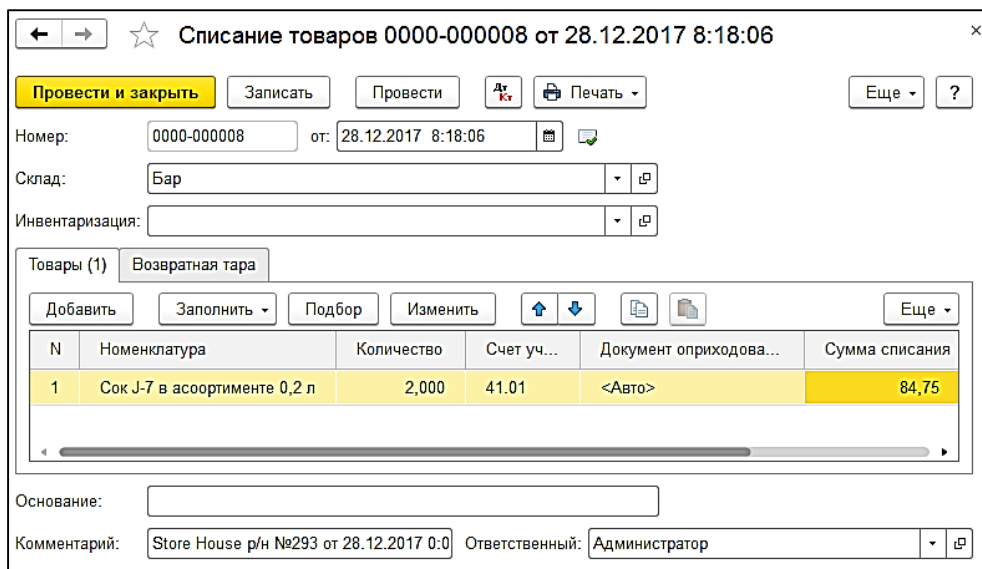 Списание товаров 0000-000008 от 28.12.2017 8:18:06
Провести и закрыть Записать Провести Дт Кт Печать Еще ?
Номер: 0000-000008 от: 28.12.2017 8:18:06
Склад: Бар
Инвентаризация:
Товары (1) Возвратная тара
Добавить Заполнить Подбор Изменить Еще
N Номенклатура Количество Счет уч... Документ оприходова... Сумма списания
1 Сок J-7 в асоортименте 0,2 л 2,000 41.01 <Авто> 84,75
Основание:
Комментарий: Store House р/н №293 от 28.12.2017 0:0 Ответственный: Администратор